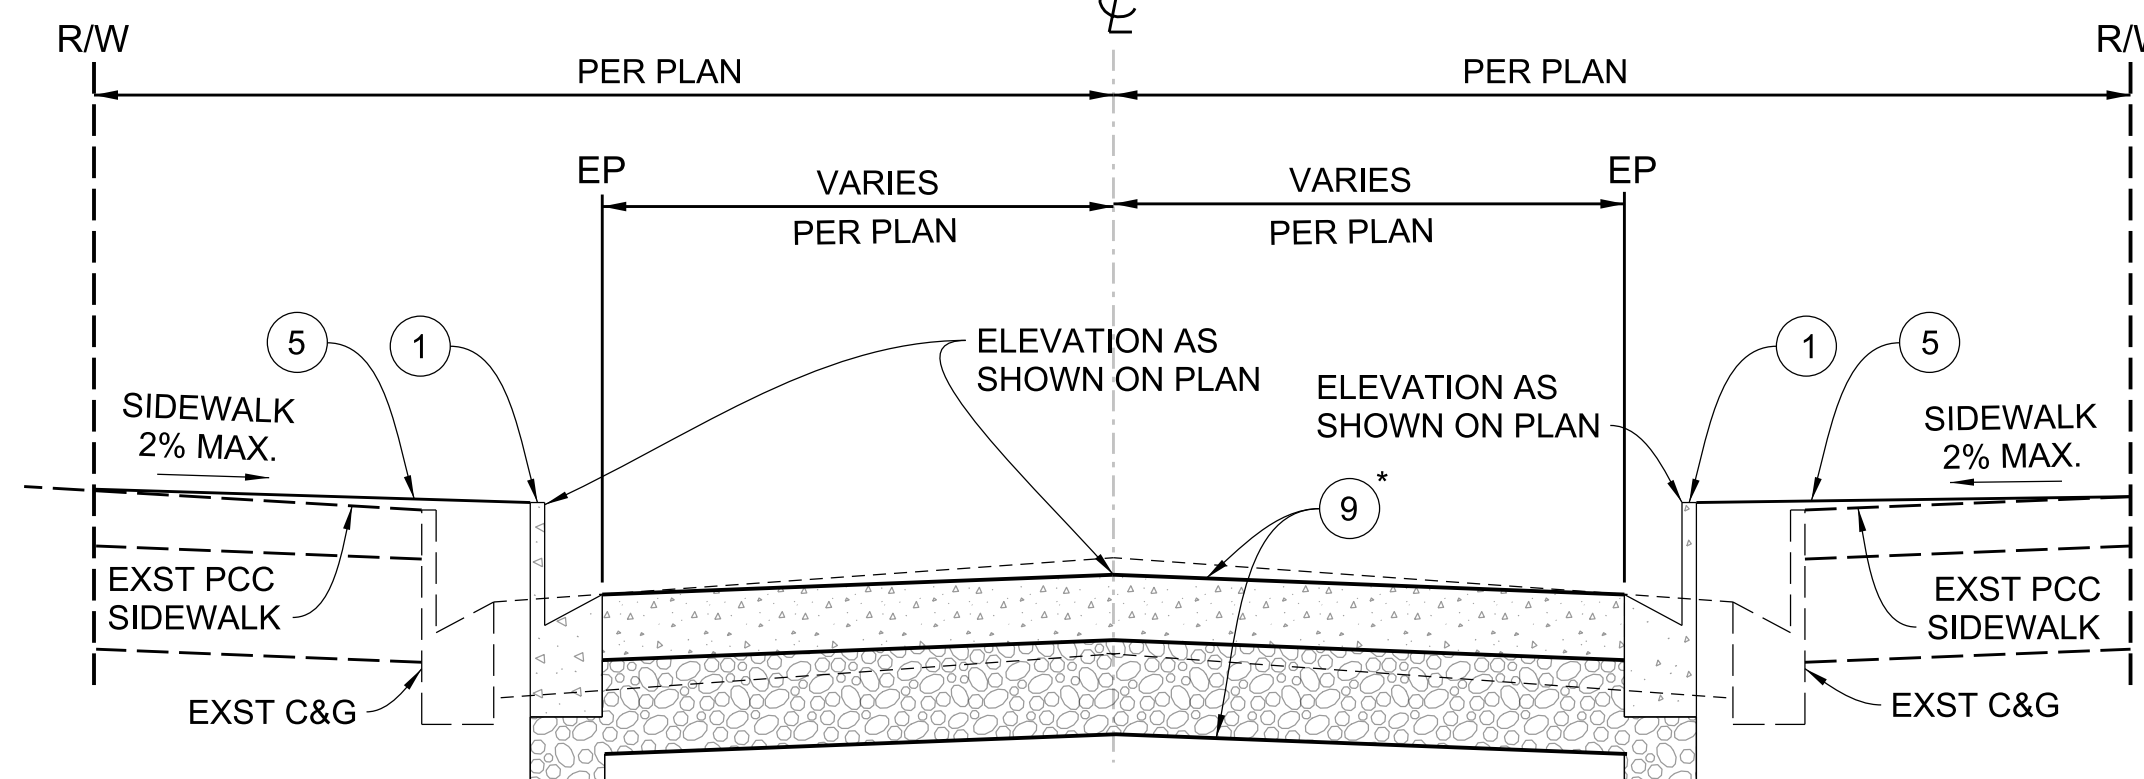 ℄
R/W
R/W
PER PLAN
PER PLAN
EP
EP
VARIES
PER PLAN
VARIES
PER PLAN
5
1
ELEVATION AS
SHOWN ON PLAN
ELEVATION AS
SHOWN ON PLAN
1
5
SIDEWALK
2% MAX.
SIDEWALK
2% MAX.
9*
EXST PCC
SIDEWALK
EXST PCC
SIDEWALK
EXST C&G
EXST C&G